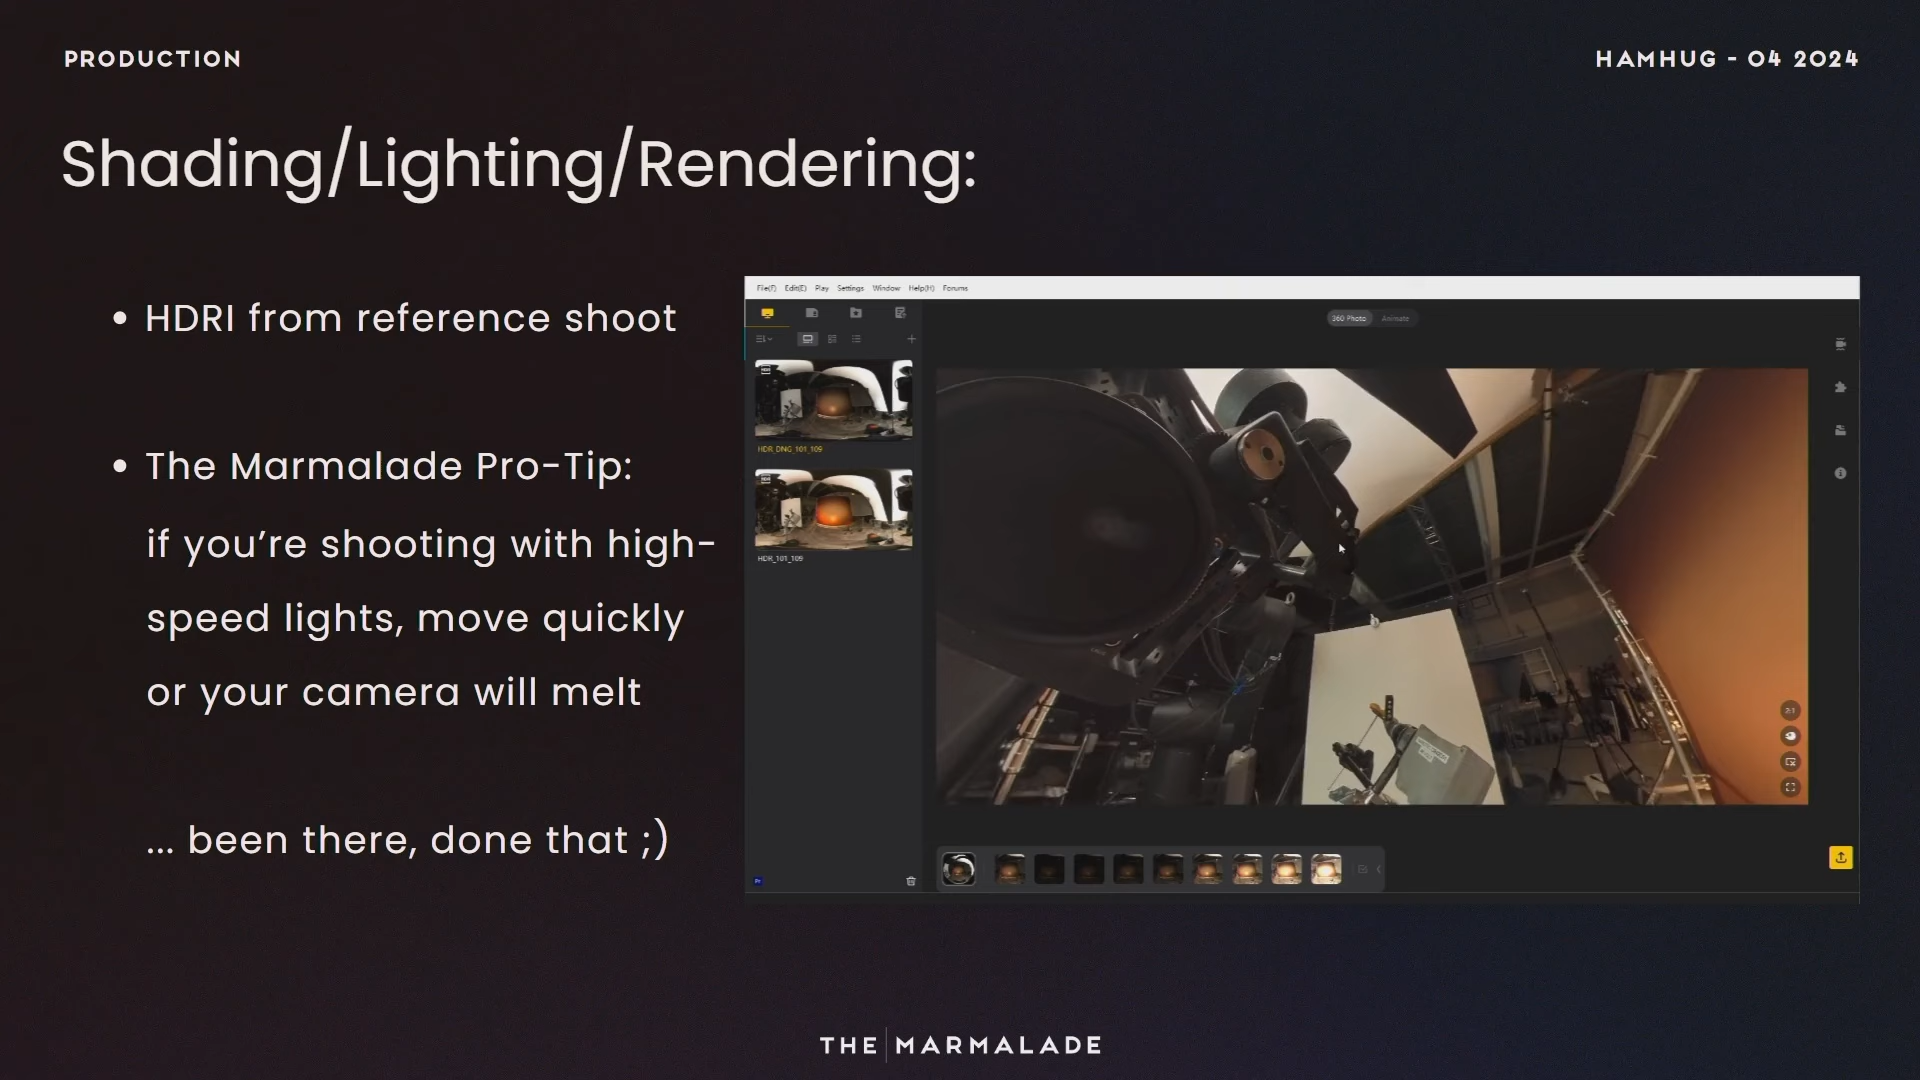 PRODUCTION
HAMHUG - 04 2024
Shading/Lighting/Rendering:
• HDRI from reference shoot
• The Marmalade Pro-Tip:
if you're shooting with high-
speed lights, move quickly
or your camera will melt
... been there, done that ;)
File(F) Edit(E) Play Settings Window Help(H) Forums
360 Photo Animate
HDR_DNG_101_109
HDR_101_109
THE MARMALADE